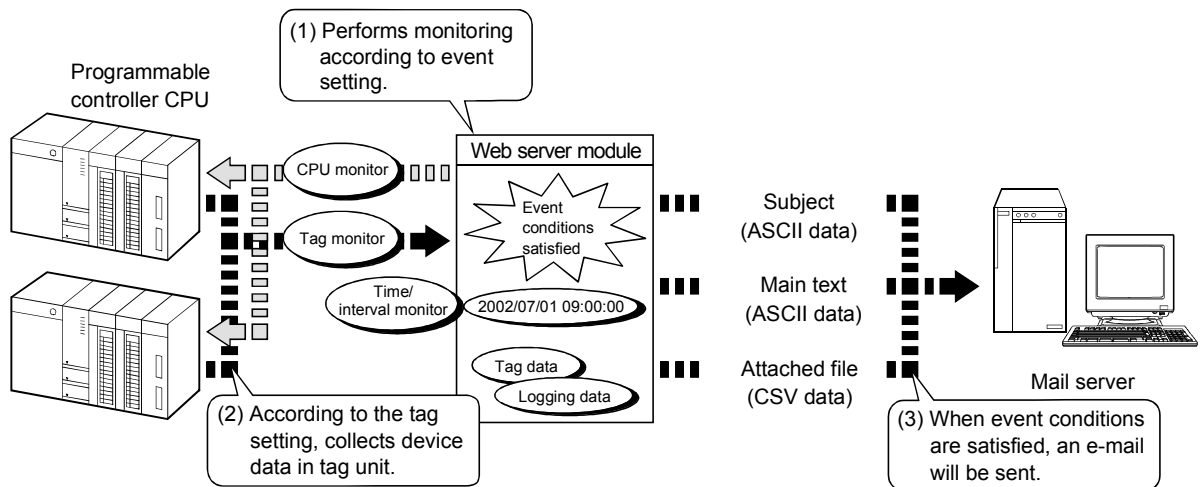 (1) Performs monitoring
according to event
setting.
Programmable
controller CPU
Web server module
CPU monitor
Event
conditions
satisfied
Tag monitor
Time/
interval monitor
2002/07/01 09:00:00
Tag data
Logging data
Subject
(ASCII data)
Main text
(ASCII data)
Attached file
(CSV data)
Mail server
(2) According to the tag
setting, collects device
data in tag unit.
(3) When event conditions
are satisfied, an e-mail
will be sent.